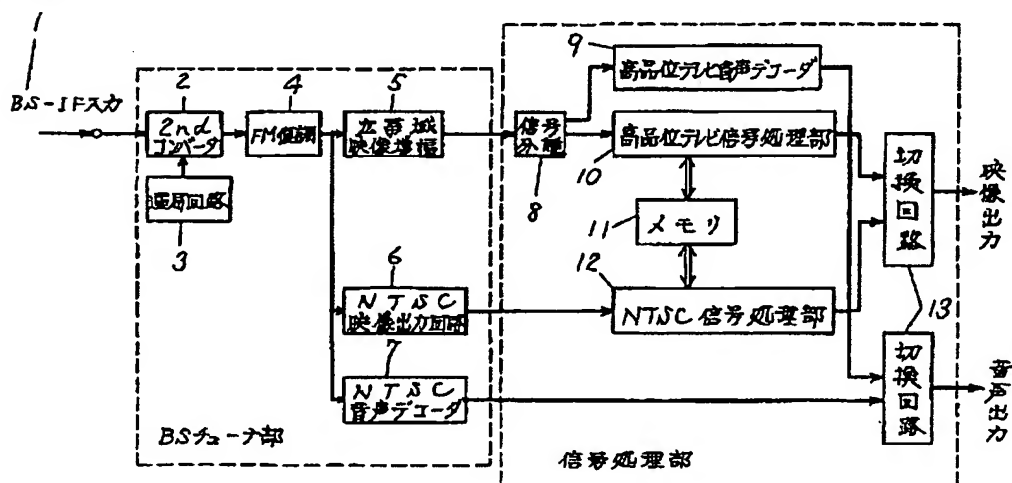 1
BS-IF入力
2
2nd
コンバータ
選局回路
3
4
FM復調
5
広帯域
映像増幅
6
NTSC
映像出力回路
7
NTSC
音声デコーダ
BSチューナ部
信号
分離
8
9
高品位テレビ音声デコーダ
高品位テレビ信号処理部
10
11
メモリ
12
NTSC信号処理部
切換回路
13
切換回路
映像出力
音声出力
信号処理部